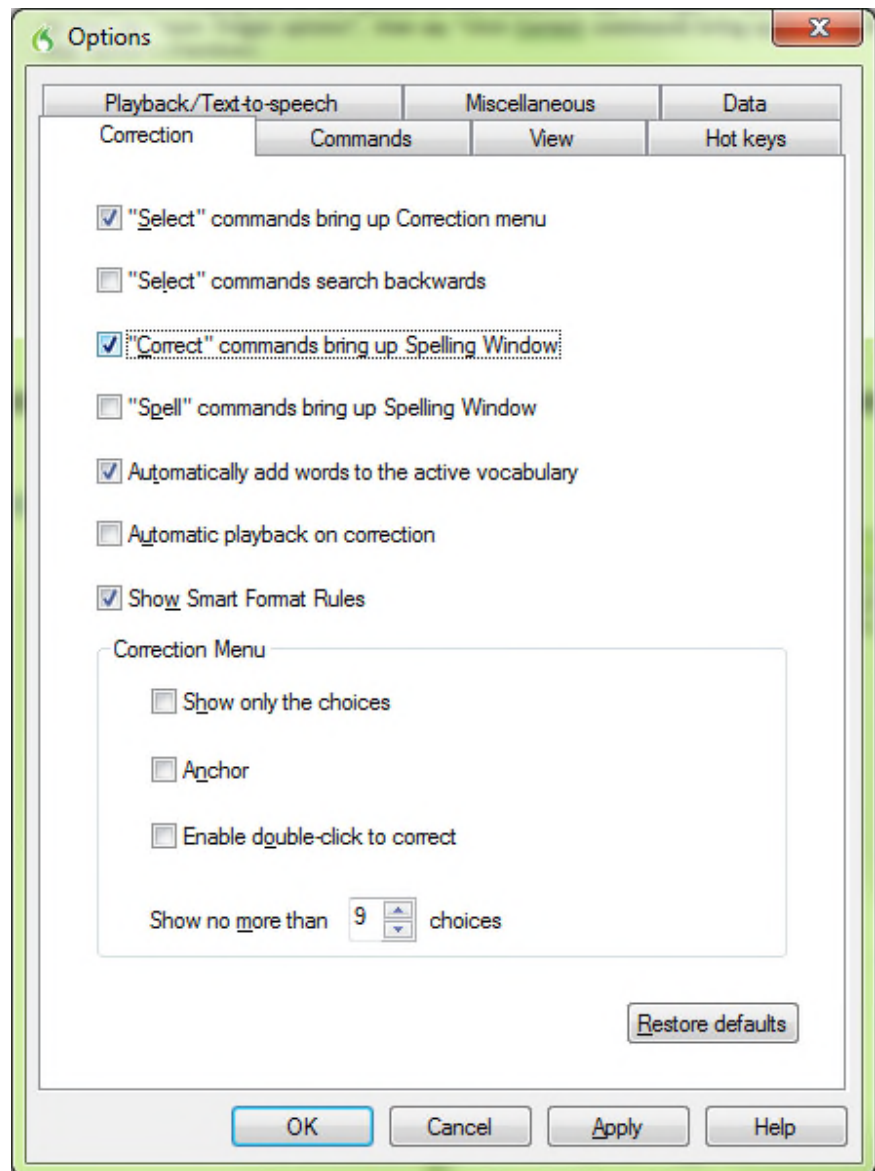 Options
Playback/Text-to-speech Miscellaneous Data
Correction Commands View Hot keys
"Select" commands bring up Correction menu
"Select" commands search backwards
"Correct" commands bring up Spelling Window
"Spell" commands bring up Spelling Window
Automatically add words to the active vocabulary
Automatic playback on correction
Show Smart Format Rules
Correction Menu
Show only the choices
Anchor
Enable double-click to correct
Show no more than 9 choices
Restore defaults
OK Cancel Apply Help